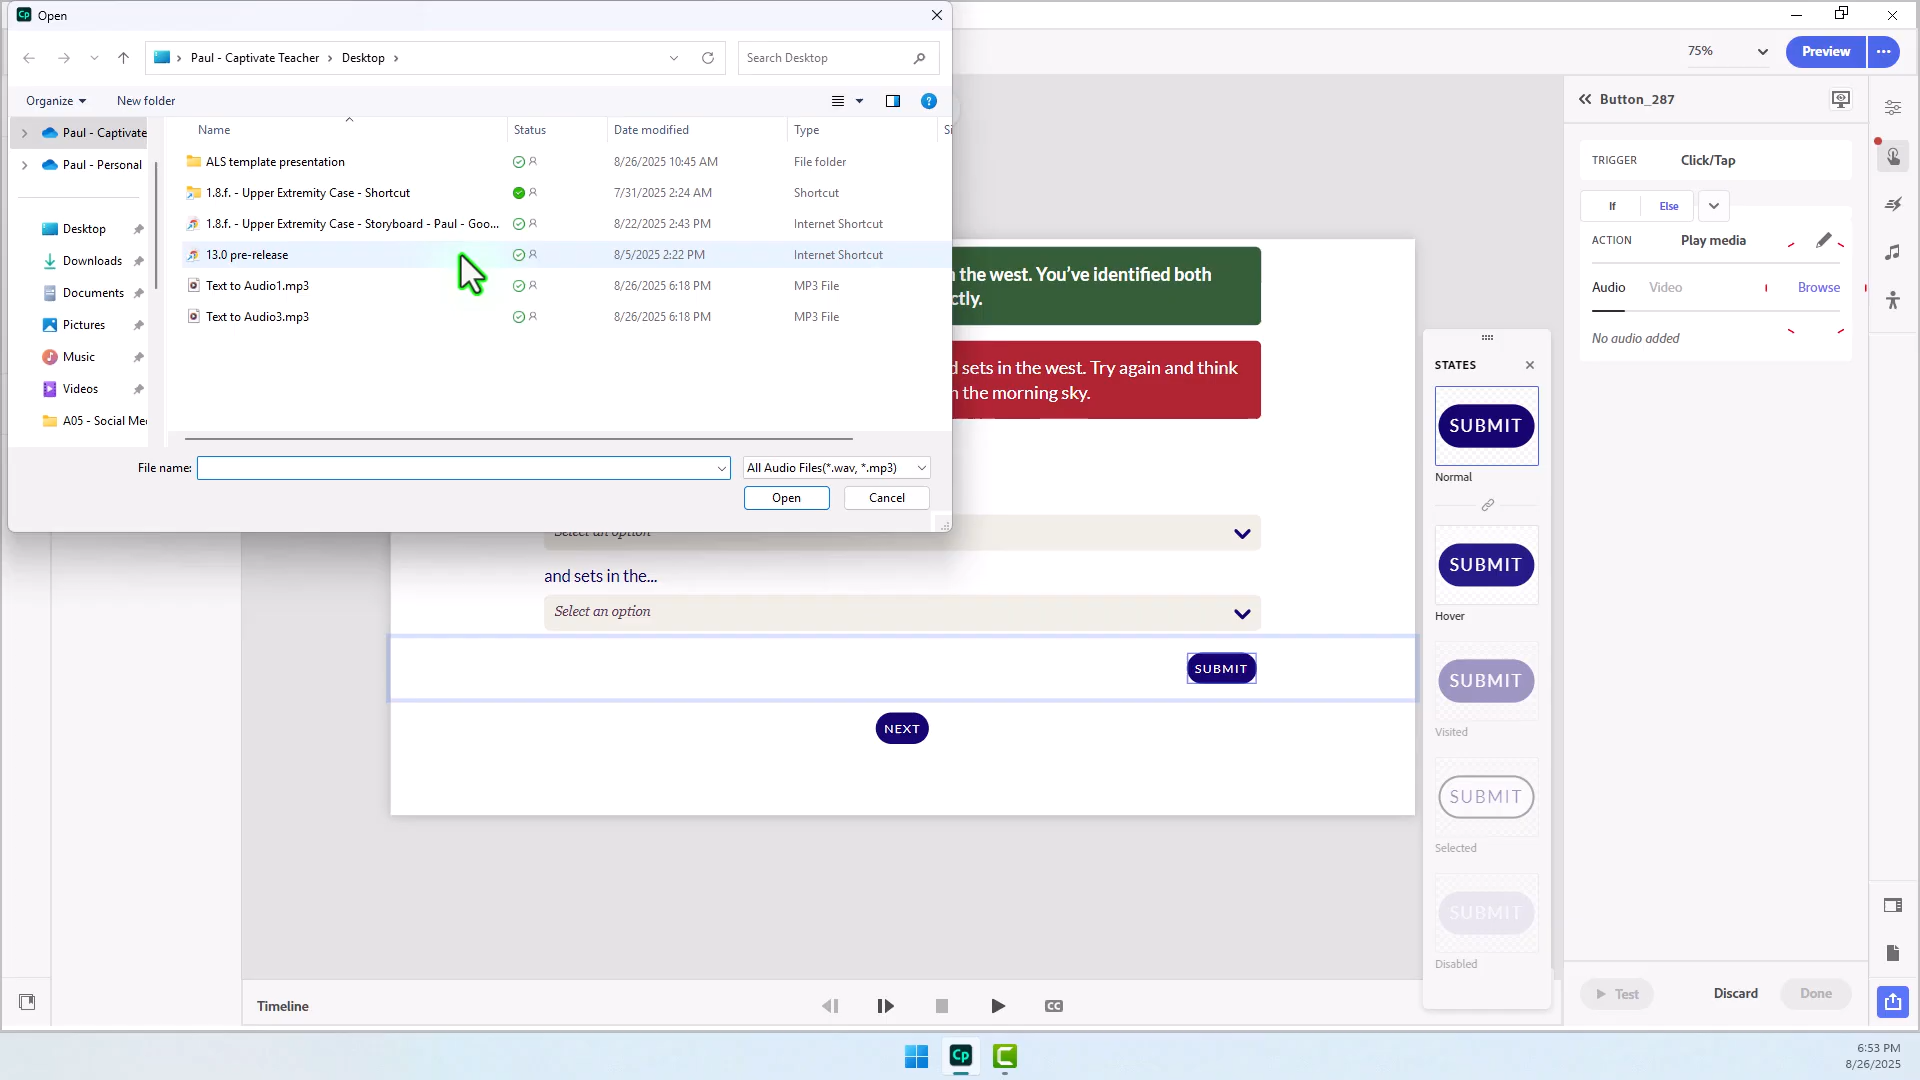 Open
Paul - Captivate Teacher
Desktop
Search Desktop
Organize
New folder
Name
Status
Date modified
Type
Paul - Captivate
Paul - Personal
Desktop
Downloads
Documents
Pictures
Music
Videos
A05 - Social Me
ALS template presentation
8/26/2025 10:45 AM
File folder
1.8.f. - Upper Extremity Case - Shortcut
7/31/2025 2:24 AM
Shortcut
1.8.f. - Upper Extremity Case - Storyboard - Paul - Goo...
8/22/2025 2:43 PM
Internet Shortcut
13.0 pre-release
8/5/2025 2:22 PM
Internet Shortcut
Text to Audio1.mp3
8/26/2025 6:18 PM
MP3 File
Text to Audio3.mp3
8/26/2025 6:18 PM
MP3 File
File name:
All Audio Files(*.wav, *.mp3)
Open
Cancel
75%
Preview
the west. You’ve identified both
ctly.
sets in the west. Try again and think
the morning sky.
Select an option
and sets in the...
Select an option
SUBMIT
NEXT
STATES
SUBMIT
Normal
SUBMIT
Hover
SUBMIT
Visited
SUBMIT
Selected
SUBMIT
Disabled
Button_287
TRIGGER
Click/Tap
If
Else
ACTION
Play media
Audio
Video
Browse
No audio added
Test
Discard
Done
Timeline
CC
Cp
6:53 PM
8/26/2025